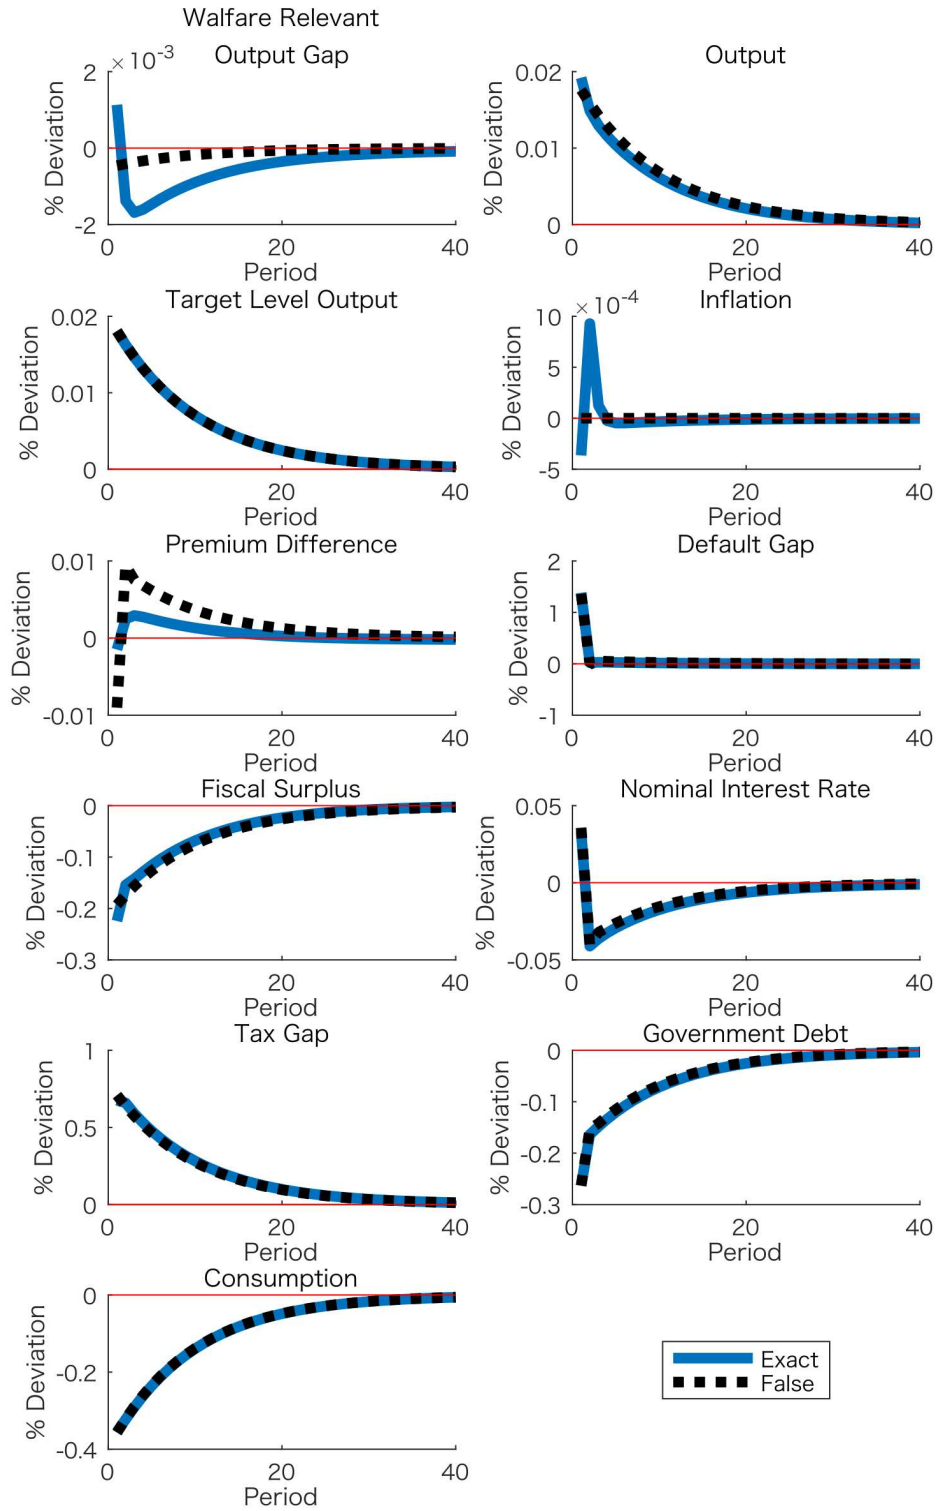 Walfare Relevant
Output Gap
×10-3
2
0
-2
% Deviation
0 20 40
Period
Output
0.02
0.01
0
% Deviation
0 20 40
Period
Target Level Output
0.02
0.01
0
% Deviation
0 20 40
Period
Inflation
×10-4
10
5
0
-5
% Deviation
0 20 40
Period
Premium Difference
0.01
0
-0.01
% Deviation
0 20 40
Period
Default Gap
2
1
0
-1
% Deviation
0 20 40
Period
Fiscal Surplus
0
-0.1
-0.2
-0.3
% Deviation
0 20 40
Period
Nominal Interest Rate
0.05
0
-0.05
% Deviation
0 20 40
Period
Tax Gap
1
0.5
0
% Deviation
0 20 40
Period
Government Debt
0
-0.1
-0.2
-0.3
% Deviation
0 20 40
Period
Consumption
0
-0.2
-0.4
% Deviation
0 20 40
Period
Exact
False